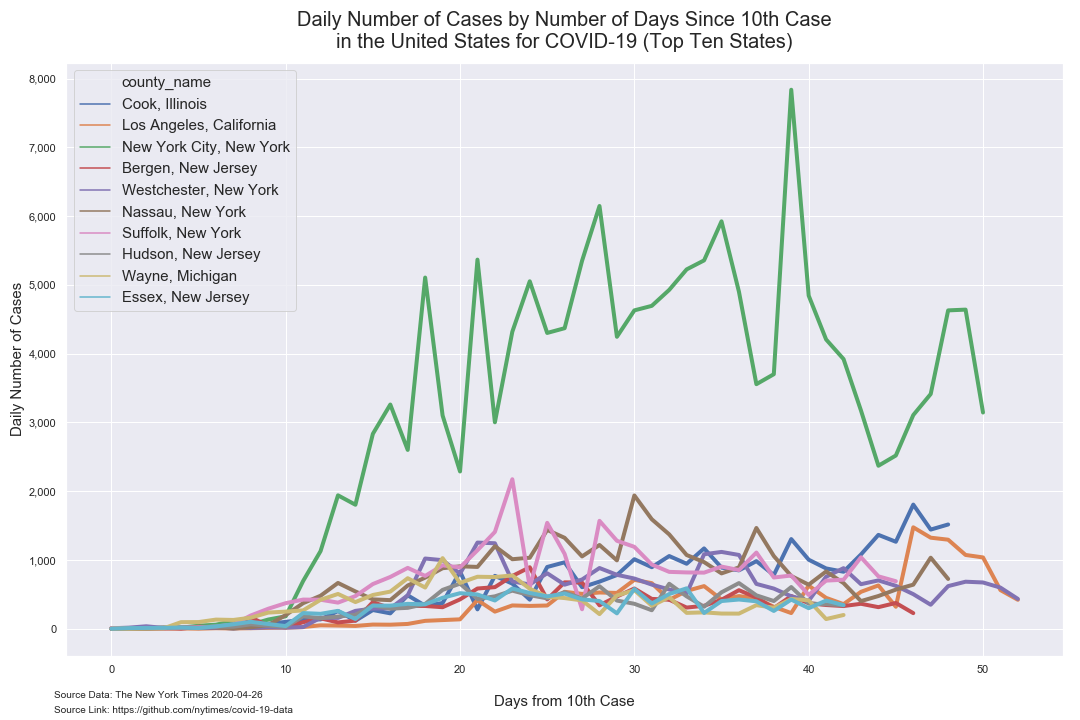 Daily Number of Cases by Number of Days Since 10th Case
in the United States for COVID-19 (Top Ten States)
8,000
7,000
6,000
5,000
4,000
3,000
2,000
1,000
0
Daily Number of Cases
county_name
Cook, Illinois
Los Angeles, California
New York City, New York
Bergen, New Jersey
Westchester, New York
Nassau, New York
Suffolk, New York
Hudson, New Jersey
Wayne, Michigan
Essex, New Jersey
0 10 20 30 40 50
Days from 10th Case
Source Data: The New York Times 2020-04-26
Source Link: https://github.com/nytimes/covid-19-data